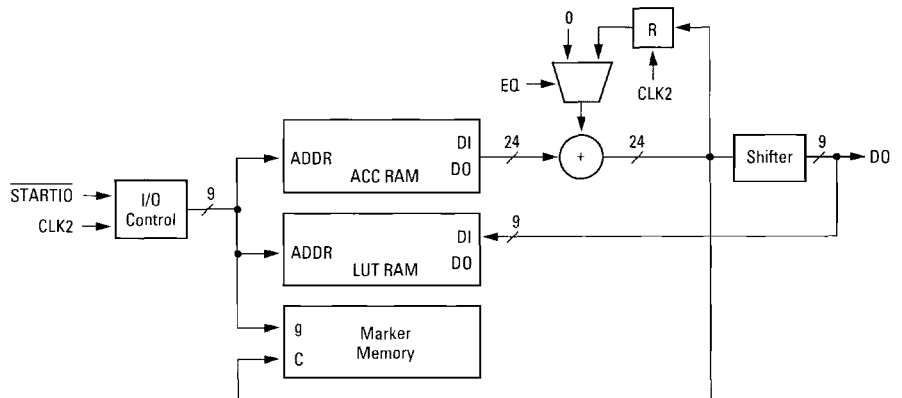 0
R
EQ
CLK2
DI
24
24
9
ADDR
DO
+
Shifter
DO
ACC RAM
STARTIO
I/O
Control
9
CLK2
DI
9
ADDR
DO
LUT RAM
g
Marker
Memory
C